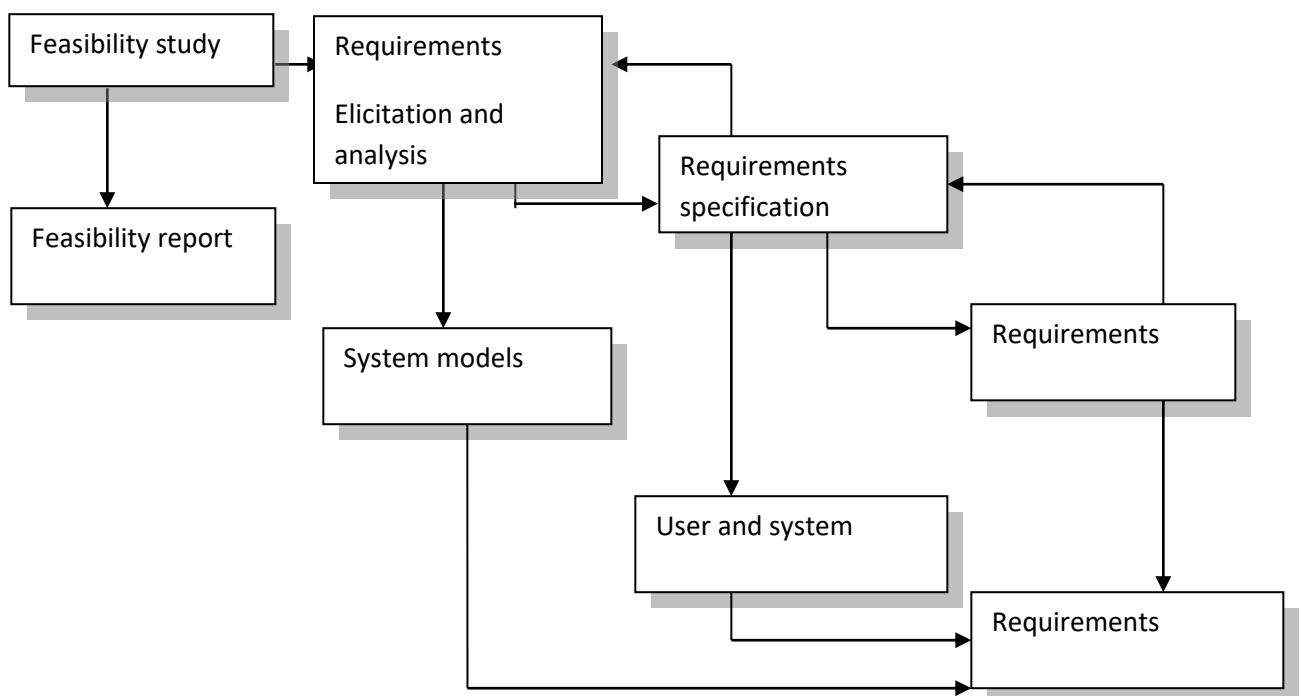 Feasibility study
Requirements
Elicitation and
analysis
Requirements
specification
Feasibility report
Requirements
System models
User and system
Requirements